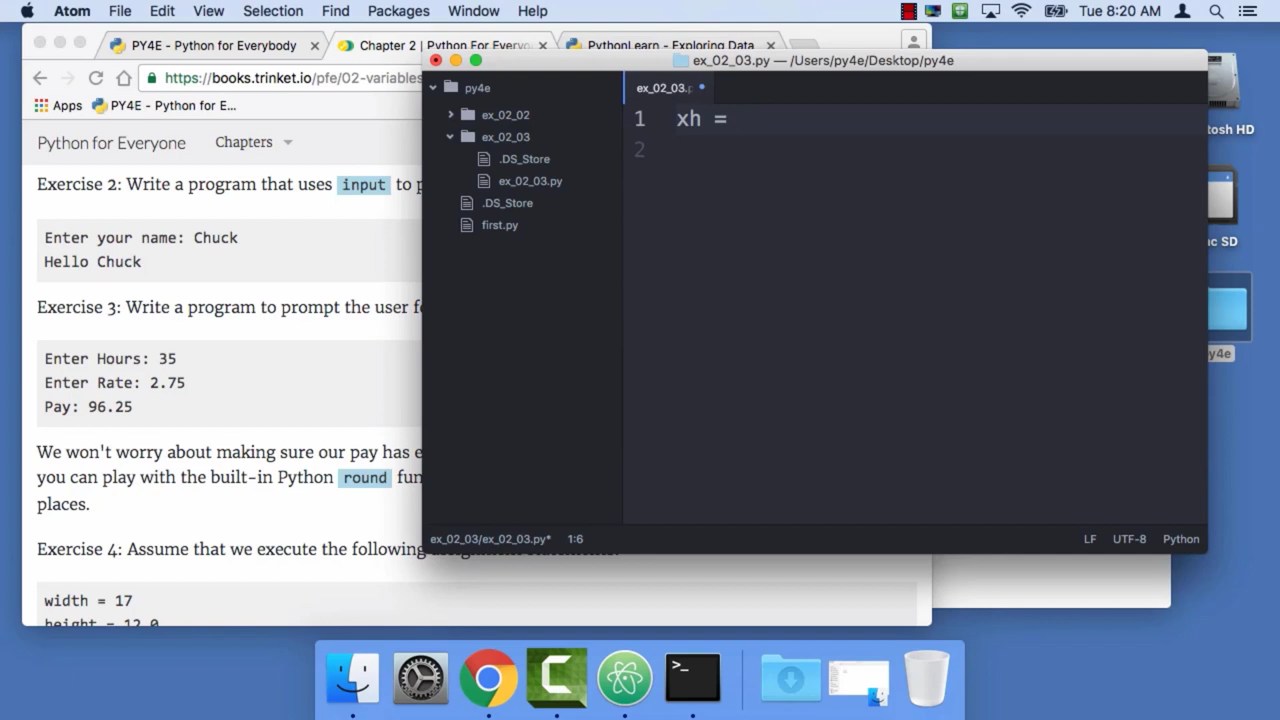 Atom File Edit View Selection Find Packages Window Help Tue 8:20 AM
PY4E - Python for Everybody Chapter 2 | Python For Everyo PythonLearn - Exploring Data
https://books.trinket.io/pfe/02-variables
Apps PY4E - Python for E...
Python for Everyone Chapters
Exercise 2: Write a program that uses input to
Enter your name: Chuck
Hello Chuck
Exercise 3: Write a program to prompt the user
Enter Hours: 35
Enter Rate: 2.75
Pay: 96.25
We won't worry about making sure our pay has
you can play with the built-in Python round
places.
Exercise 4: Assume that we execute the following
width = 17
height = 12.0
ex_02_03.py — /Users/py4e/Desktop/py4e
py4e
ex_02_02
ex_02_03
.DS_Store
ex_02_03.py
.DS_Store
first.py
ex_02_03.p
1 xh =
2
ex_02_03/ex_02_03.py* 1:6 LF UTF-8 Python
tosh HD
ac SD
y4e